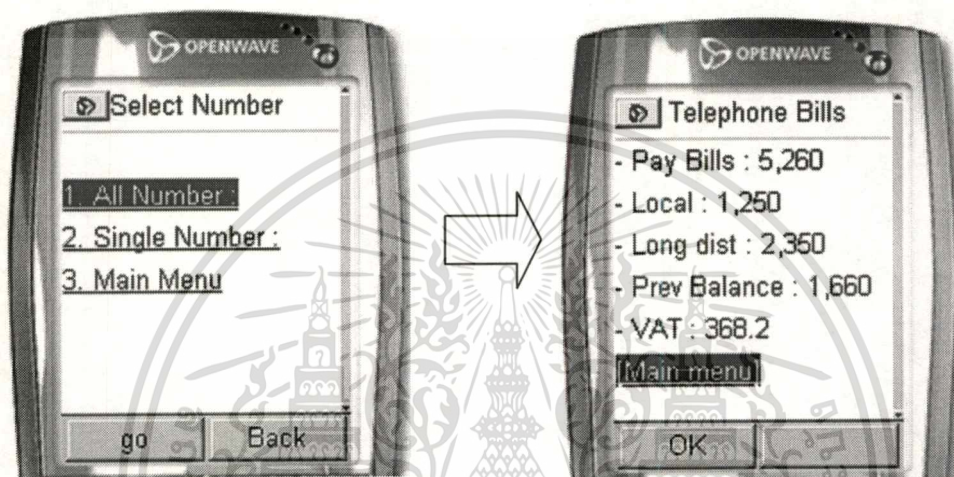 OPENWAVE
Select Number
1. All Number :
2. Single Number :
3. Main Menu
go Back
OPENWAVE
Telephone Bills
- Pay Bills : 5,260
- Local : 1,250
- Long dist : 2,350
- Prev Balance : 1,660
- VAT : 368.2
Main menu
OK